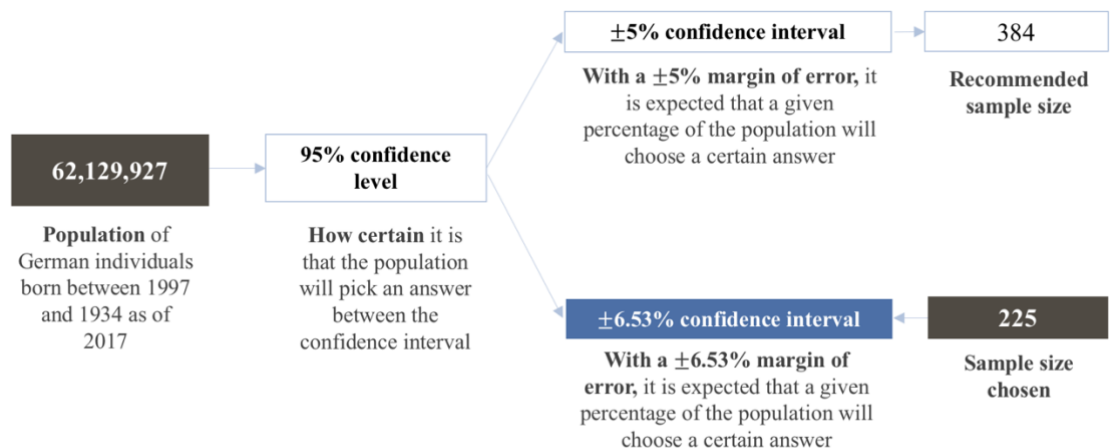 62,129,927
Population of
German individuals
born between 1997
and 1934 as of
2017
95% confidence
level
How certain it is
that the population
will pick an answer
between the
confidence interval
±5% confidence interval
With a ±5% margin of error, it
is expected that a given
percentage of the population will
choose a certain answer
384
Recommended
sample size
±6.53% confidence interval
With a ±6.53% margin of
error, it is expected that a given
percentage of the population will
choose a certain answer
225
Sample size
chosen